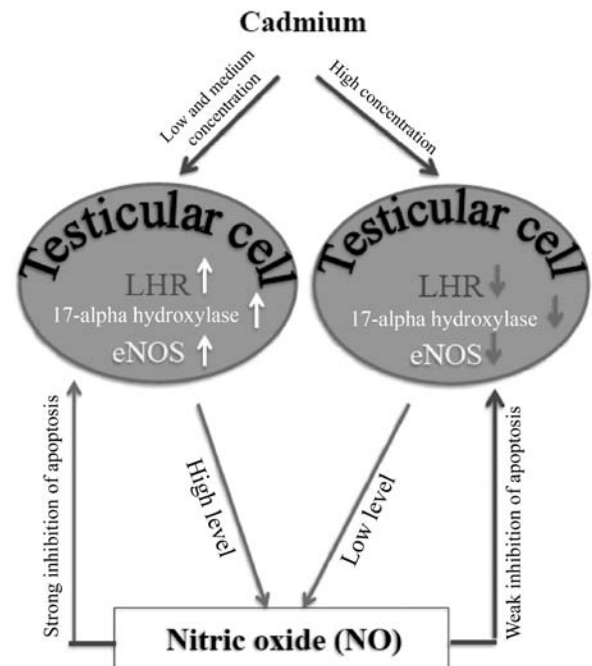 Cadmium
Low and medium
concentration
High concentration
Testicular cell
LHR
17-alpha hydroxylase
eNOS
Testicular cell
LHR
17-alpha hydroxylase
eNOS
Strong inhibition of apoptosis
High level
Low level
Weak inhibition of apoptosis
Nitric oxide (NO)